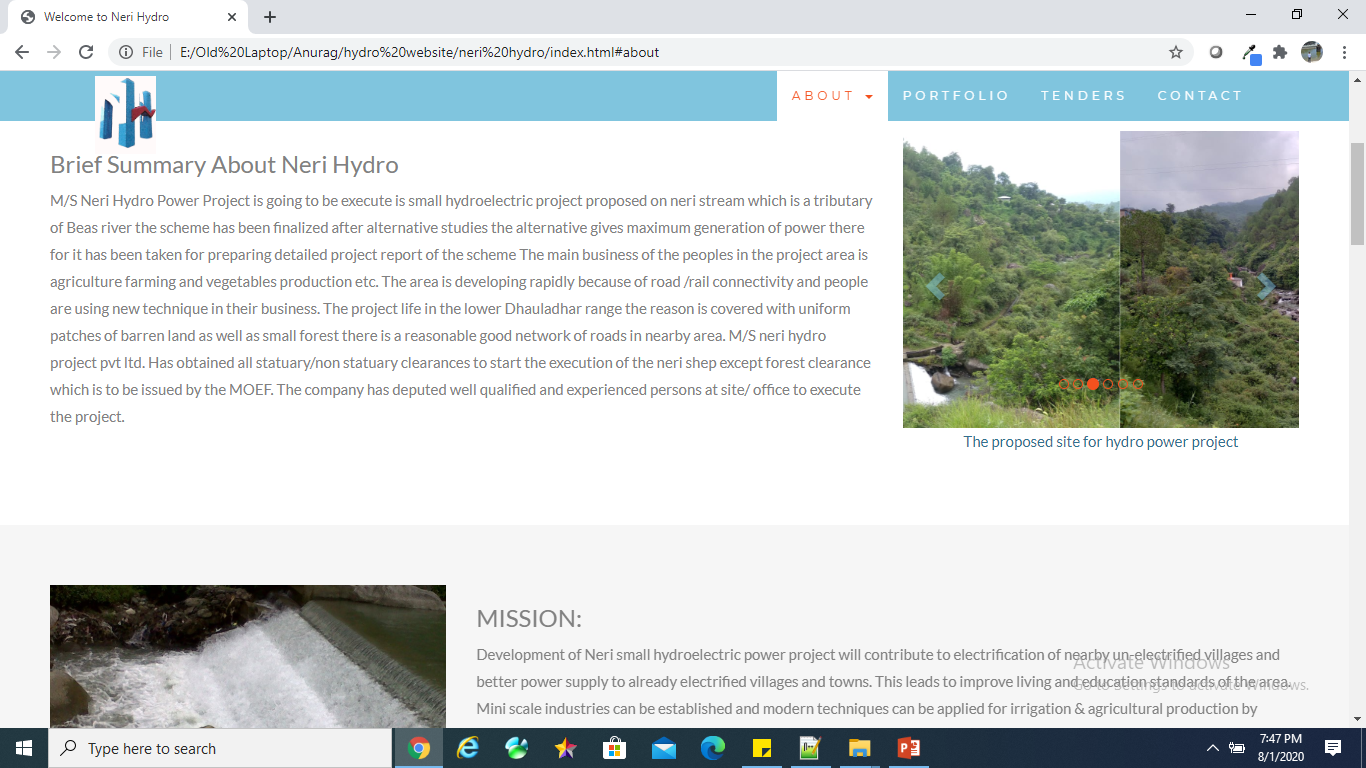 Welcome to Neri Hydro
File
E:/Old%20Laptop/Anurag/hydro%20website/neri%20hydro/index.html#about
ABOUT PORTFOLIO TENDERS CONTACT
Brief Summary About Neri Hydro
M/S Neri Hydro Power Project is going to be execute is small hydroelectric project proposed on neri stream which is a tributary
of Beas river the scheme has been finalized after alternative studies the alternative gives maximum generation of power there
for it has been taken for preparing detailed project report of the scheme The main business of the peoples in the project area is
agriculture farming and vegetables production etc. The area is developing rapidly because of road /rail connectivity and people
are using new technique in their business. The project life in the lower Dhauladhar range the reason is covered with uniform
patches of barren land as well as small forest there is a reasonable good network of roads in nearby area. M/S neri hydro
project pvt ltd. Has obtained all statuary/non statuary clearances to start the execution of the neri shep except forest clearance
which is to be issued by the MOEF. The company has deputed well qualified and experienced persons at site/ office to execute
the project.
The proposed site for hydro power project
MISSION:
Development of Neri small hydroelectric power project will contribute to electrification of nearby un-electrified villages and
better power supply to already electrified villages and towns. This leads to improve living and education standards of the area.
Mini scale industries can be established and modern techniques can be applied for irrigation & agricultural production by
Activate Windows
Go to Settings to activate Windows.
Type here to search
7:47 PM
8/1/2020